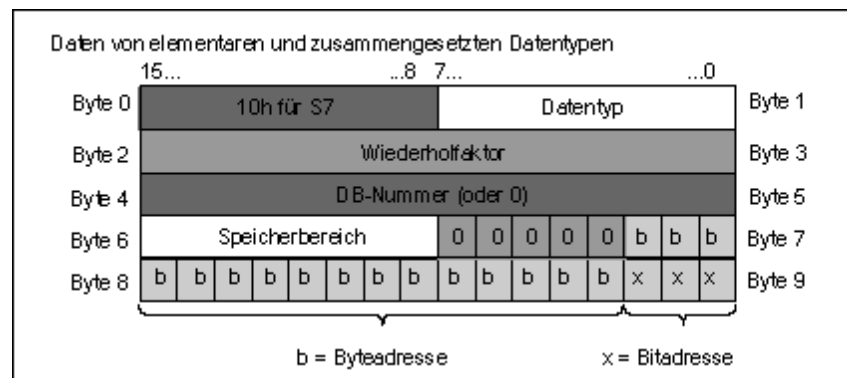 Daten von elementaren und zusammengesetzten Datentypen
15... ...8 7... ...0
Byte 0 10h für S7 Datentyp Byte 1
Byte 2 Wiederholfaktor Byte 3
Byte 4 DB-Nummer (oder 0) Byte 5
Byte 6 Speicherbereich 0 0 0 0 0 b b b Byte 7
Byte 8 b b b b b b b b b b b b b x x x Byte 9
b = Byteadresse x = Bitadresse